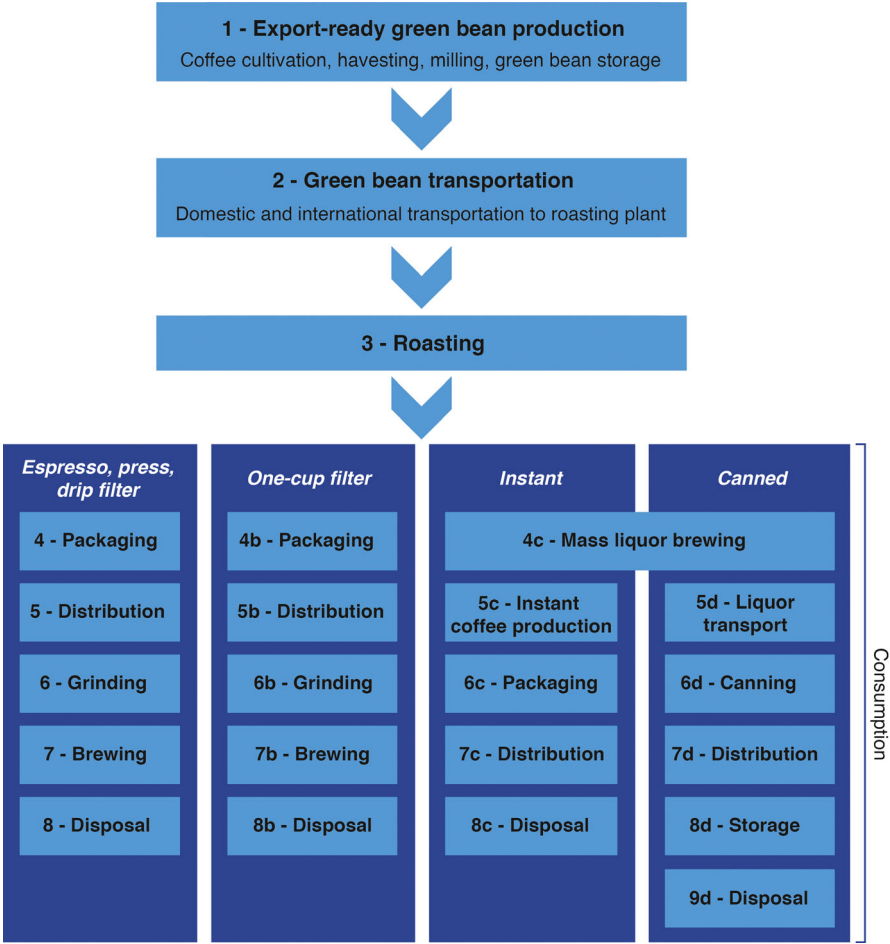 1 - Export-ready green bean production
Coffee cultivation, havesting, milling, green bean storage
2 - Green bean transportation
Domestic and international transportation to roasting plant
3 - Roasting
Espresso, press,
drip filter
4 - Packaging
5 - Distribution
6 - Grinding
7 - Brewing
8 - Disposal
One-cup filter
4b - Packaging
5b - Distribution
6b - Grinding
7b - Brewing
8b - Disposal
Instant
Canned
4c - Mass liquor brewing
5c - Instant
coffee production
6c - Packaging
7c - Distribution
8c - Disposal
5d - Liquor
transport
6d - Canning
7d - Distribution
8d - Storage
9d - Disposal
Consumption